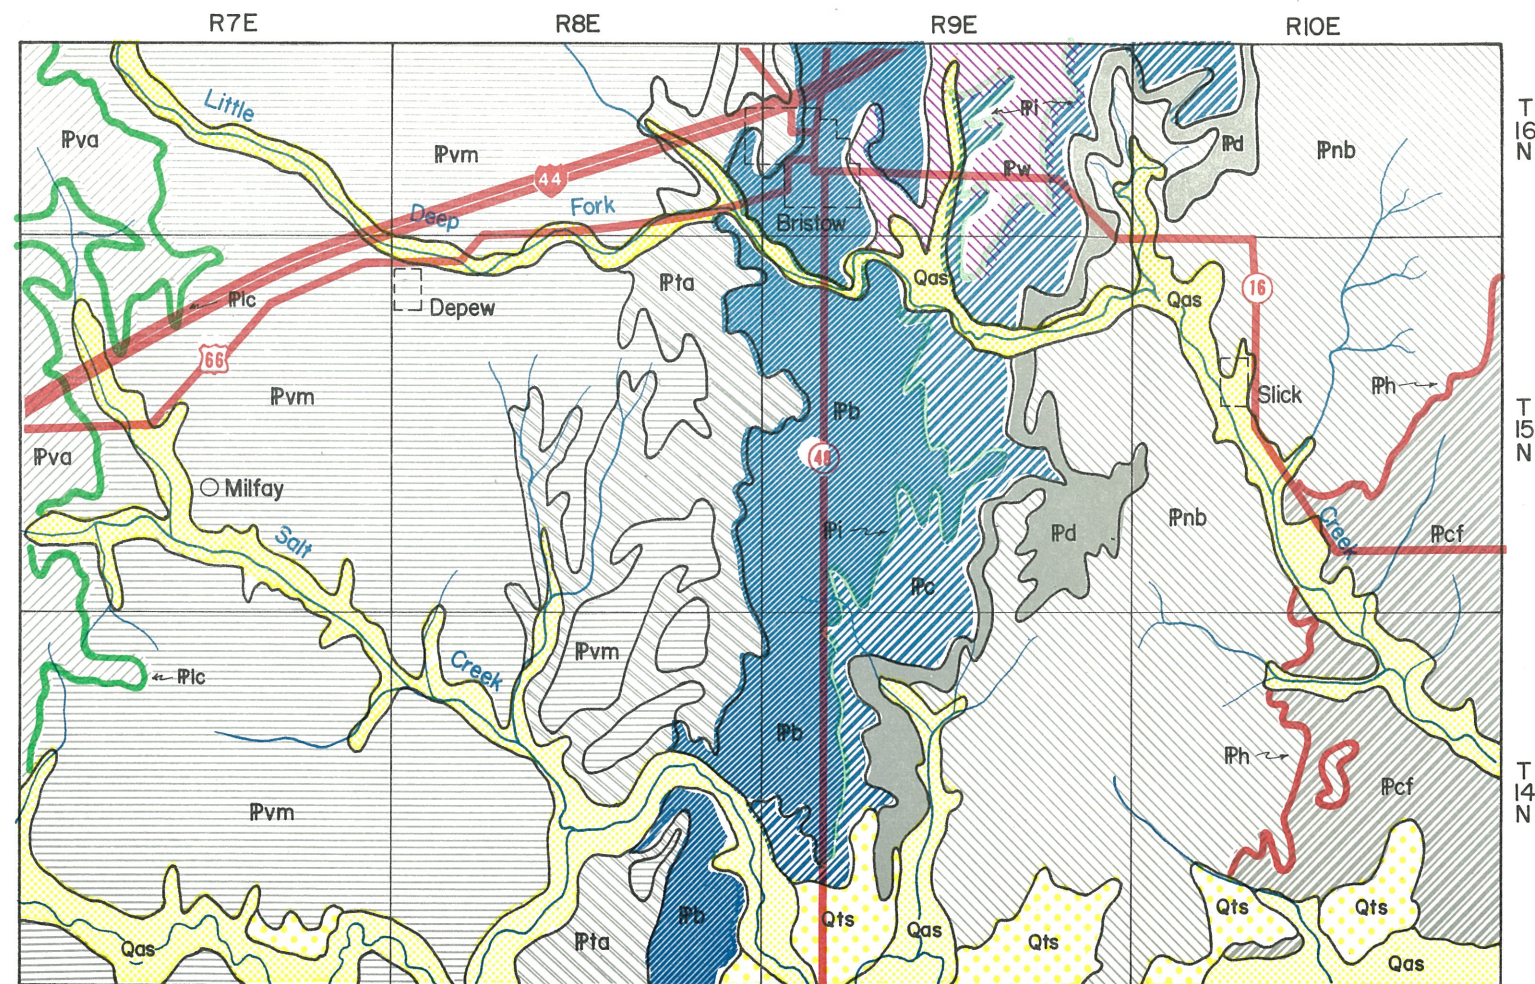 R7E R8E R9E R10E
Little
ℙva
ℙvm
44
Deep
Fork
Bristow
ℙi
ℙw
ℙd
ℙnb
T
16
N
ℙlc
Depew
ℙta
Qas
Qas
16
66
ℙvm
ℙb
Slick
ℙh
T
15
N
ℙva
48
Milfay
Salt
ℙi
ℙd
ℙnb
Creek
ℙcf
ℙc
ℙvm
Creek
ℙlc
ℙb
ℙh
ℙcf
T
14
N
ℙvm
Qas
ℙta
ℙb
Qts
Qas
Qts
Qts
Qts
Qas